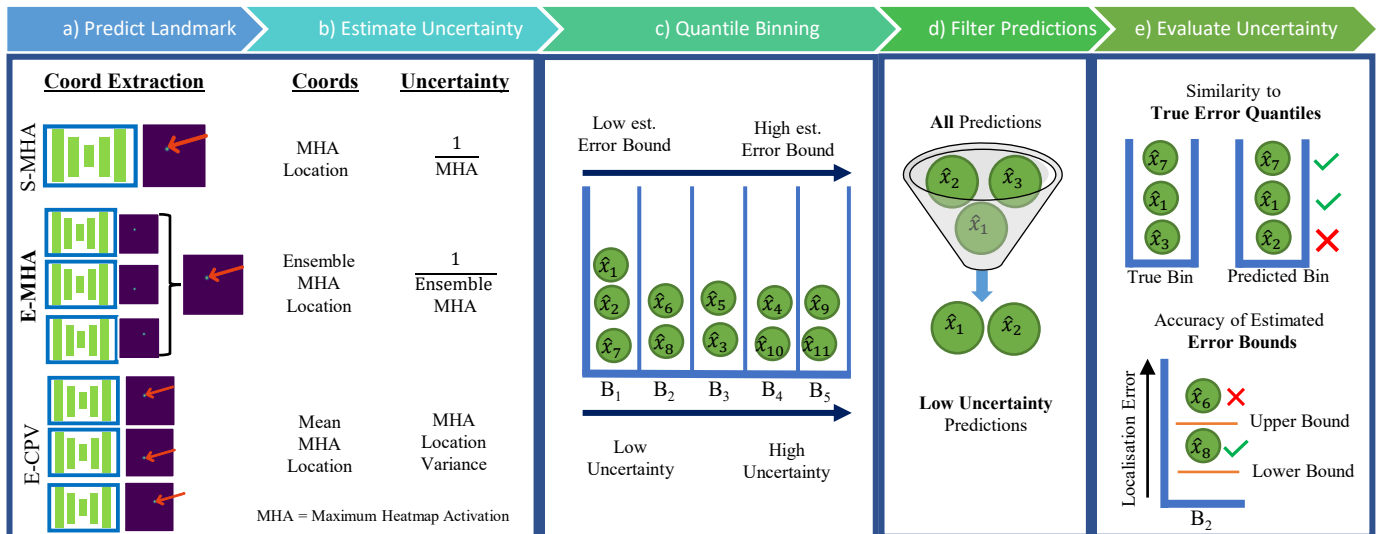 a) Predict Landmark
b) Estimate Uncertainty
c) Quantile Binning
d) Filter Predictions
e) Evaluate Uncertainty
Coord Extraction
Coords
Uncertainty
S-MHA
MHA
Location
1
MHA
E-MHA
Ensemble
MHA
Location
1
Ensemble
MHA
E-CPV
Mean
MHA
Location
MHA
Location
Variance
MHA = Maximum Heatmap Activation
Low est.
Error Bound
High est.
Error Bound
x̂₁
x̂₂ x̂₆ x̂₅ x̂₄ x̂₉
x̂₇ x̂₈ x̂₃ x̂₁₀ x̂₁₁
B₁ B₂ B₃ B₄ B₅
Low
Uncertainty
High
Uncertainty
All Predictions
x̂₂ x̂₃
x̂₁
x̂₁ x̂₂
Low Uncertainty
Predictions
Similarity to
True Error Quantiles
x̂₇ x̂₇
x̂₁ x̂₁
x̂₃ x̂₂
True Bin
Predicted Bin
Accuracy of Estimated
Error Bounds
Localisation Error
x̂₆
Upper Bound
x̂₈
Lower Bound
B₂